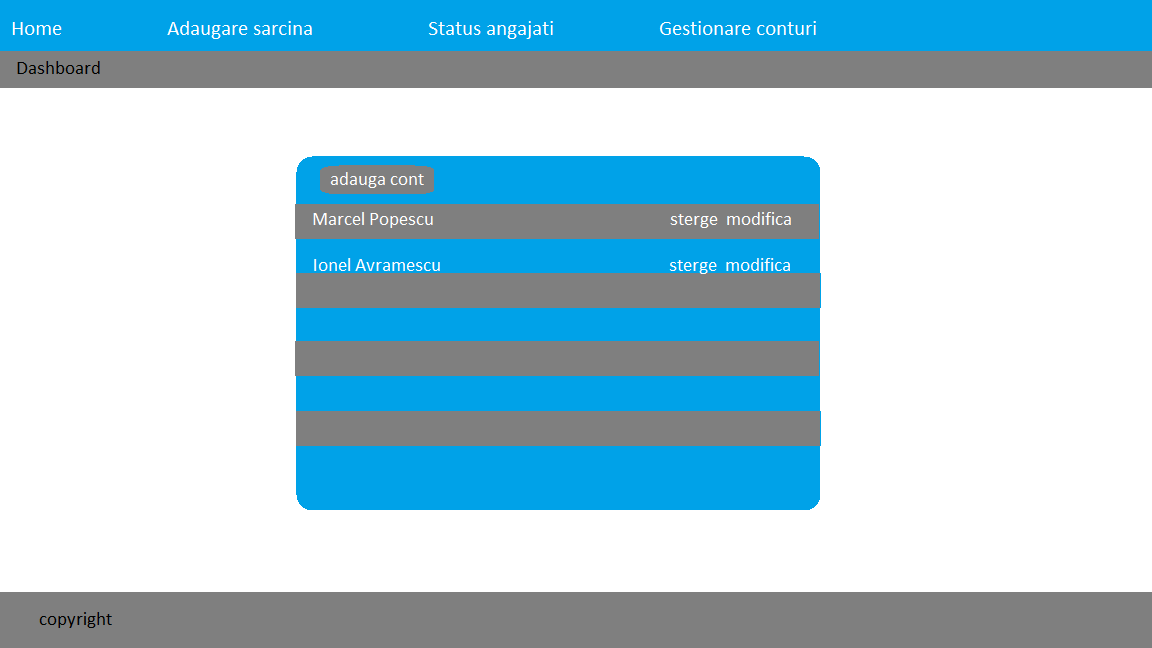 Home Adaugare sarcina Status angajati Gestionare conturi
Dashboard
adauga cont
Marcel Popescu sterge modifica
Ionel Avramescu sterge modifica
copyright